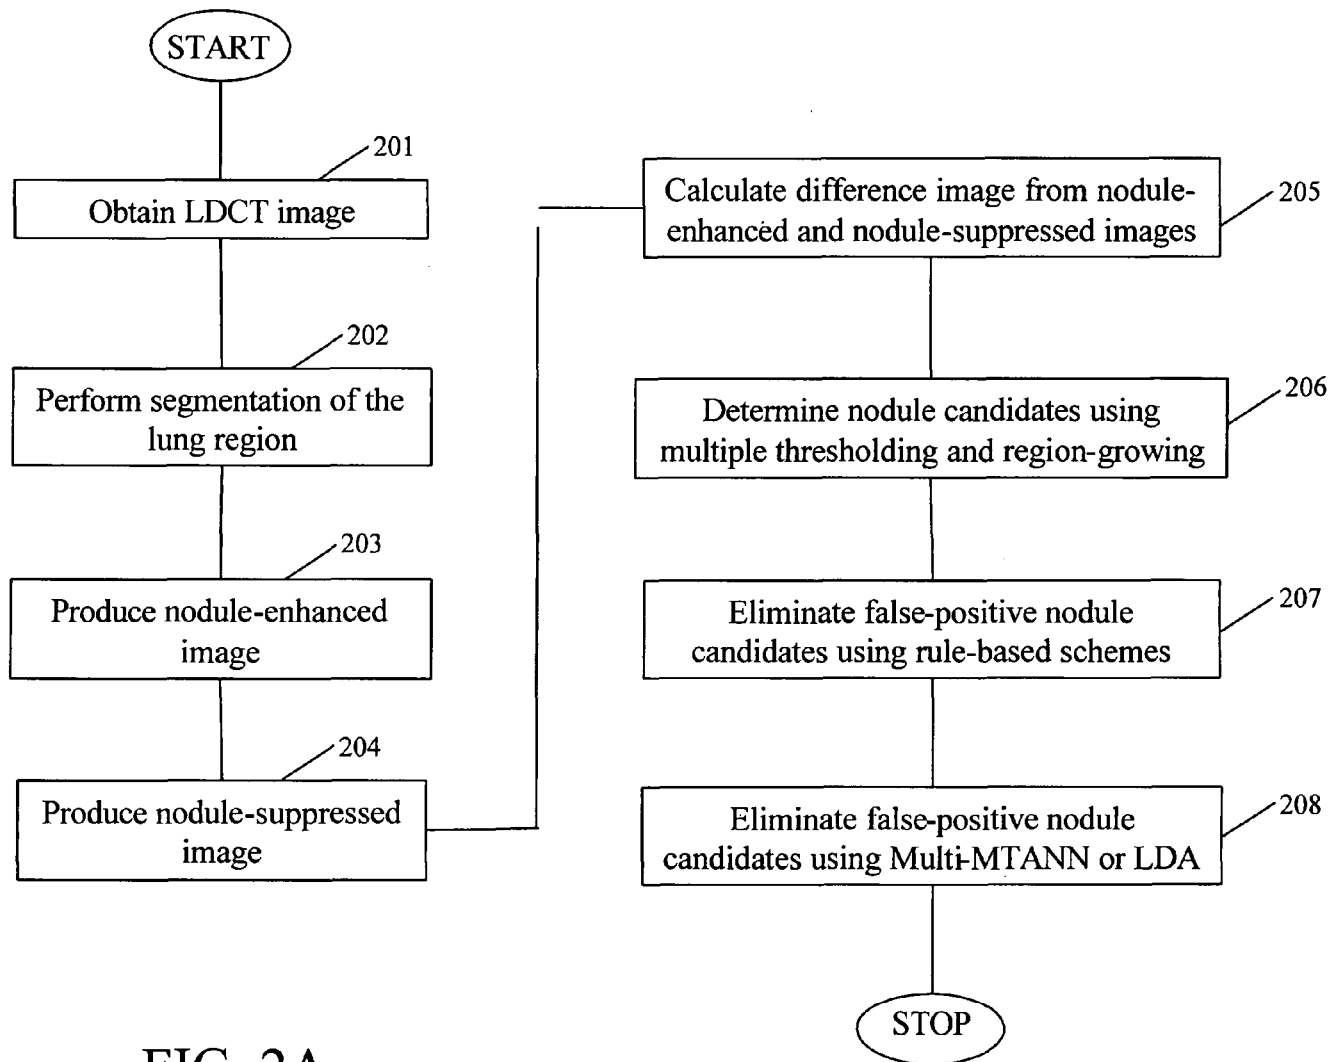 START
201
Obtain LDCT image
202
Perform segmentation of the
lung region
203
Produce nodule-enhanced
image
204
Produce nodule-suppressed
image
205
Calculate difference image from nodule-
enhanced and nodule-suppressed images
206
Determine nodule candidates using
multiple thresholding and region-growing
207
Eliminate false-positive nodule
candidates using rule-based schemes
208
Eliminate false-positive nodule
candidates using Multi-MTANN or LDA
STOP
FIG. 2A